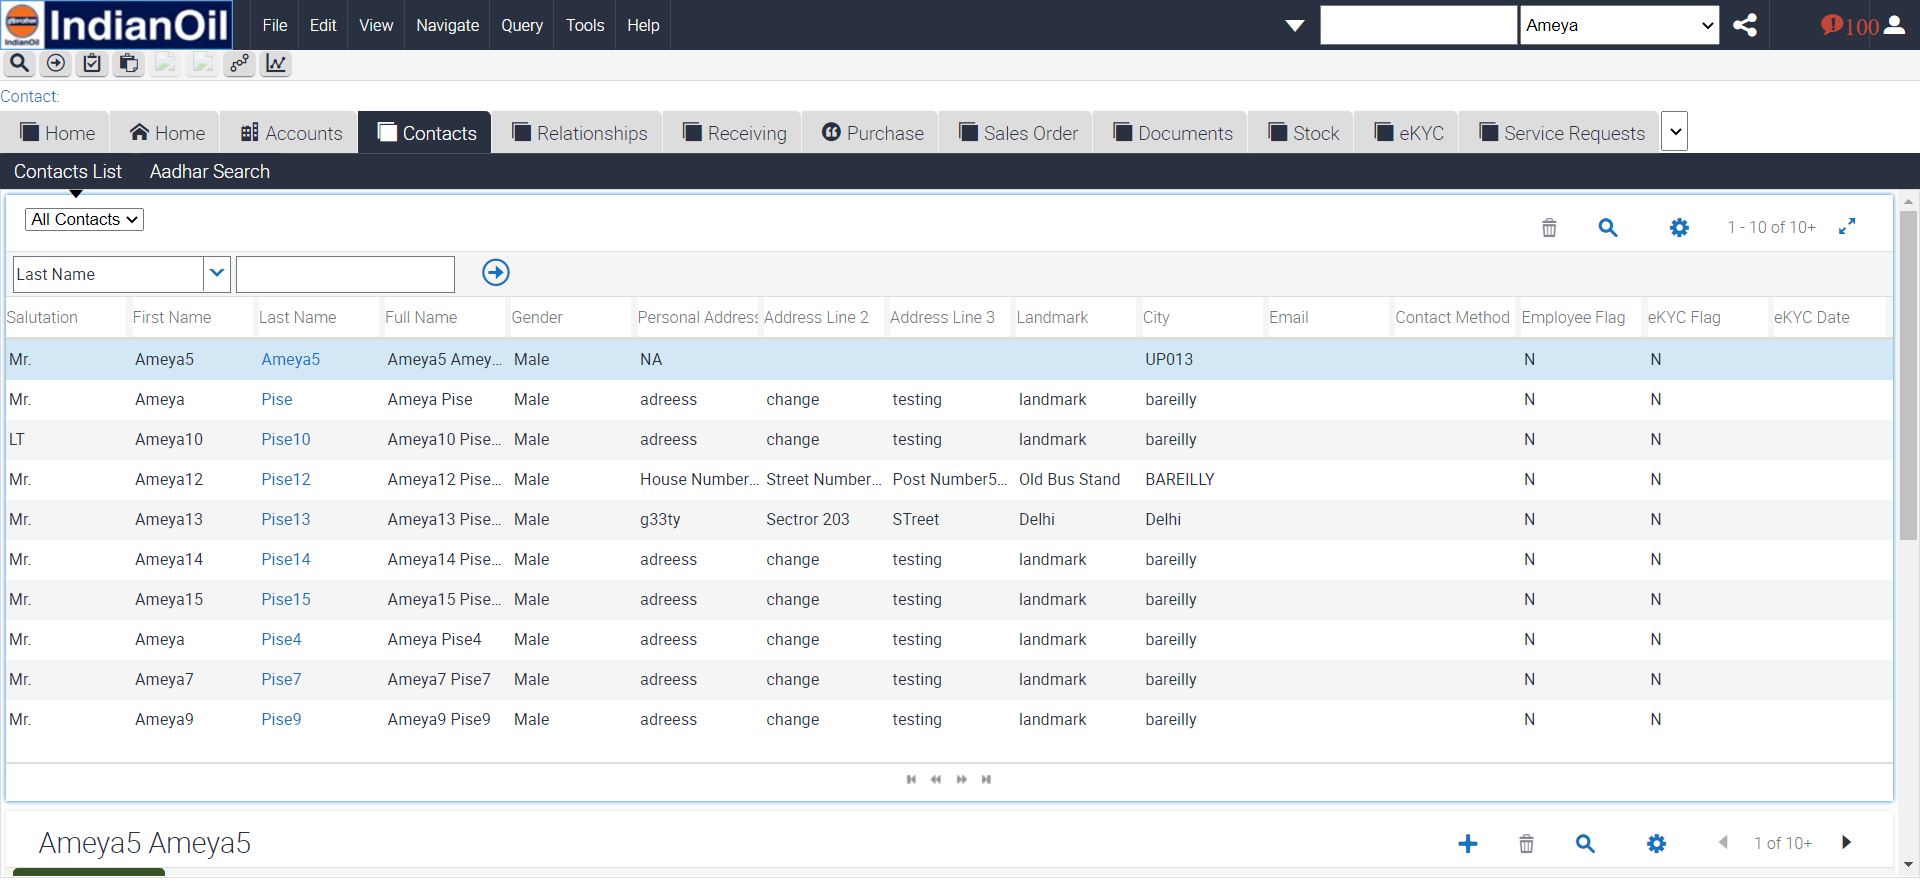 इंडियनऑयल IndianOil IndianOil File Edit View Navigate Query Tools Help Ameya 100
Contact:
Home Home Accounts Contacts Relationships Receiving Purchase Sales Order Documents Stock eKYC Service Requests
Contacts List Aadhar Search
All Contacts 1 - 10 of 10+
Last Name
Salutation First Name Last Name Full Name Gender Personal Address Address Line 2 Address Line 3 Landmark City Email Contact Method Employee Flag eKYC Flag eKYC Date
Mr. Ameya5 Ameya5 Ameya5 Amey... Male NA UP013 N N
Mr. Ameya Pise Ameya Pise Male adreess change testing landmark bareilly N N
LT Ameya10 Pise10 Ameya10 Pise... Male adreess change testing landmark bareilly N N
Mr. Ameya12 Pise12 Ameya12 Pise... Male House Number... Street Number... Post Number5... Old Bus Stand BAREILLY N N
Mr. Ameya13 Pise13 Ameya13 Pise... Male g33ty Sectror 203 STreet Delhi Delhi N N
Mr. Ameya14 Pise14 Ameya14 Pise... Male adreess change testing landmark bareilly N N
Mr. Ameya15 Pise15 Ameya15 Pise... Male adreess change testing landmark bareilly N N
Mr. Ameya Pise4 Ameya Pise4 Male adreess change testing landmark bareilly N N
Mr. Ameya7 Pise7 Ameya7 Pise7 Male adreess change testing landmark bareilly N N
Mr. Ameya9 Pise9 Ameya9 Pise9 Male adreess change testing landmark bareilly N N
Ameya5 Ameya5 1 of 10+